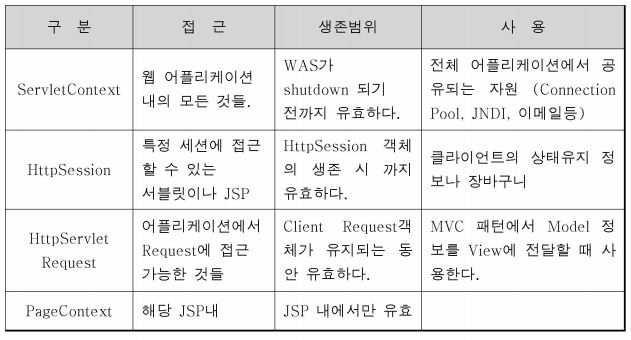 구 분
접 근
생존범위
사 용
ServletContext
웹 어플리케이션
내의 모든 것들.
WAS가
shutdown 되기
전까지 유효하다.
전체 어플리케이션에서 공
유되는 자원 (Connection
Pool, JNDI, 이메일등)
HttpSession
특정 세션에 접근
할 수 있는
서블릿이나 JSP
HttpSession 객체
의 생존 시 까지
유효하다.
클라이언트의 상태유지 정
보나 장바구니
HttpServlet
Request
어플리케이션에서
Request에 접근
가능한 것들
Client Request객
체가 유지되는 동
안 유효하다.
MVC 패턴에서 Model 정
보를 View에 전달할 때 사
용한다.
PageContext
해당 JSP내
JSP 내에서만 유효